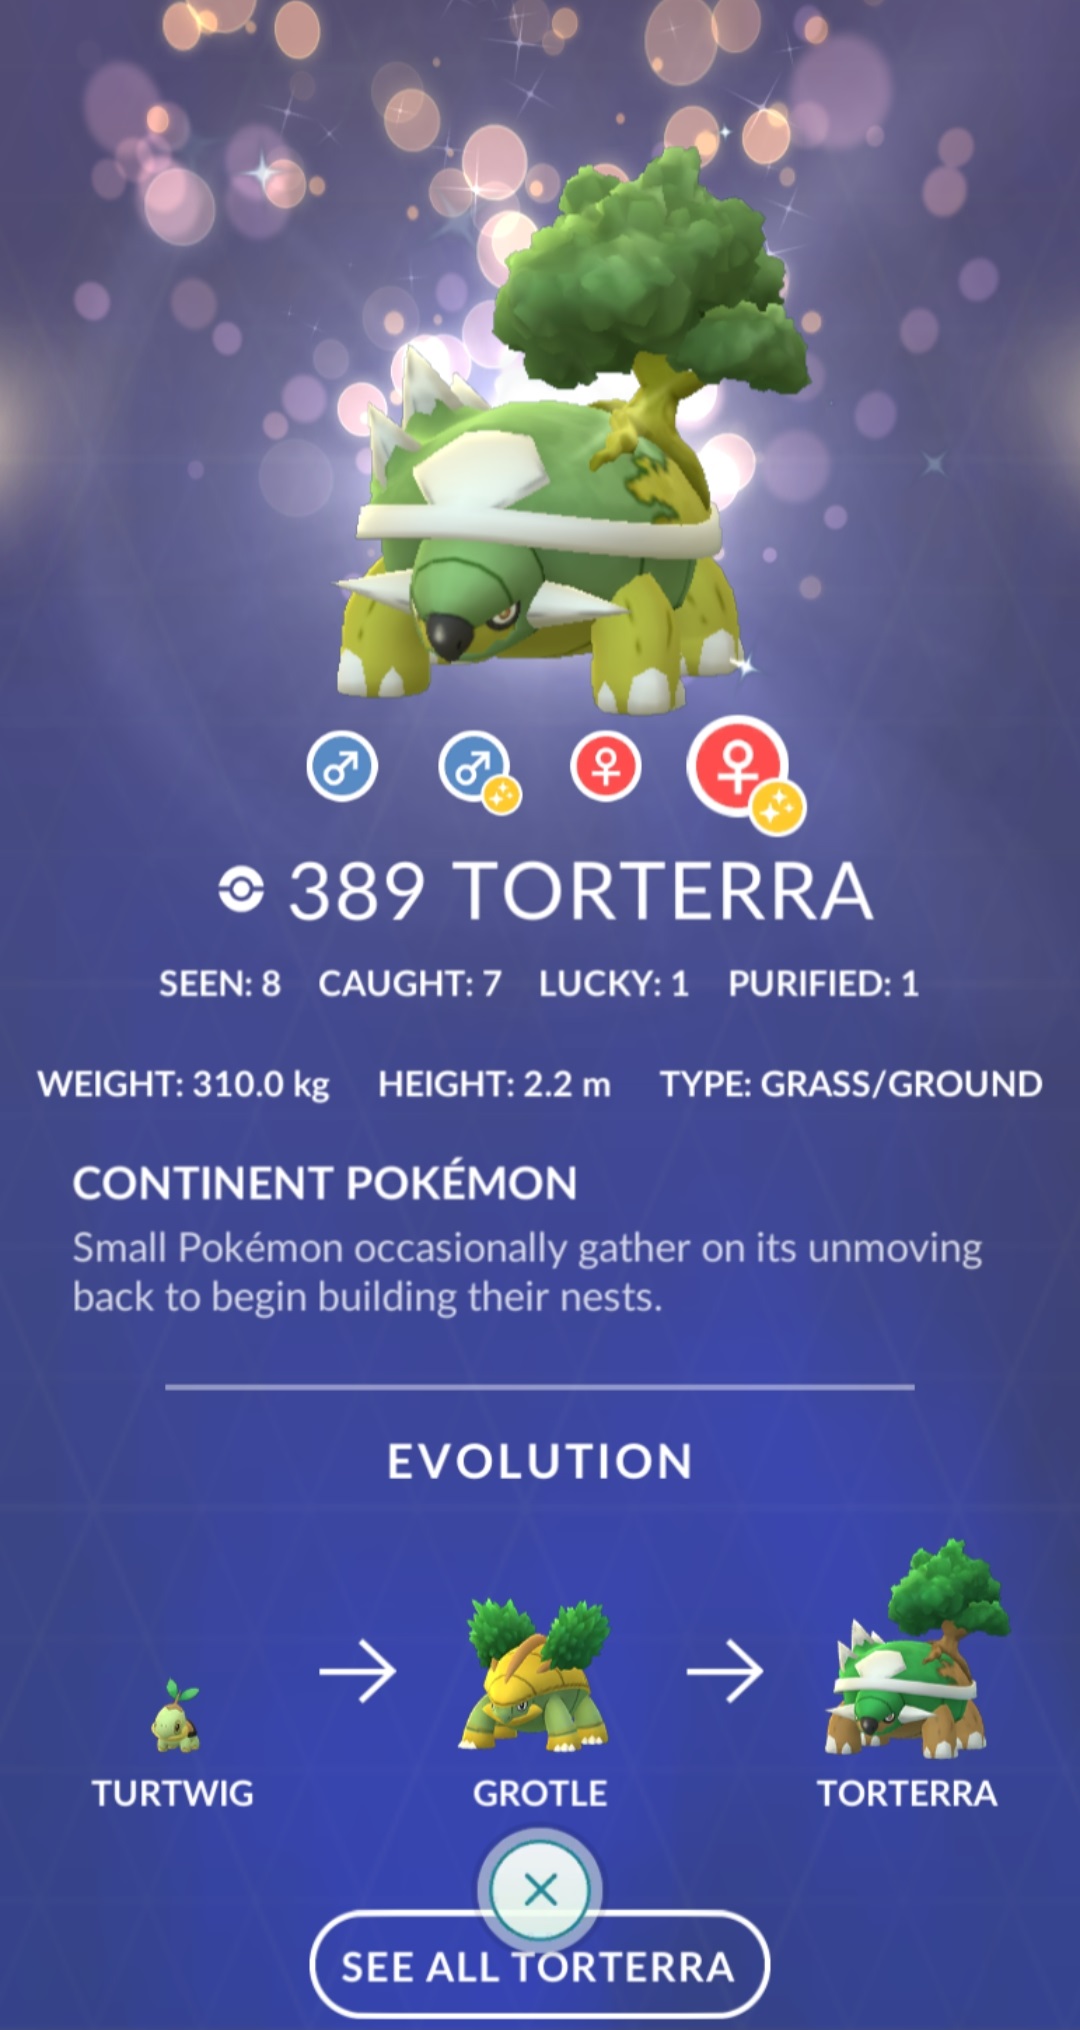 389 TORTERRA
SEEN: 8 CAUGHT: 7 LUCKY: 1 PURIFIED: 1
WEIGHT: 310.0 kg HEIGHT: 2.2 m TYPE: GRASS/GROUND
CONTINENT POKÉMON
Small Pokémon occasionally gather on its unmoving
back to begin building their nests.
EVOLUTION
TURTWIG GROTLE TORTERRA
SEE ALL TORTERRA